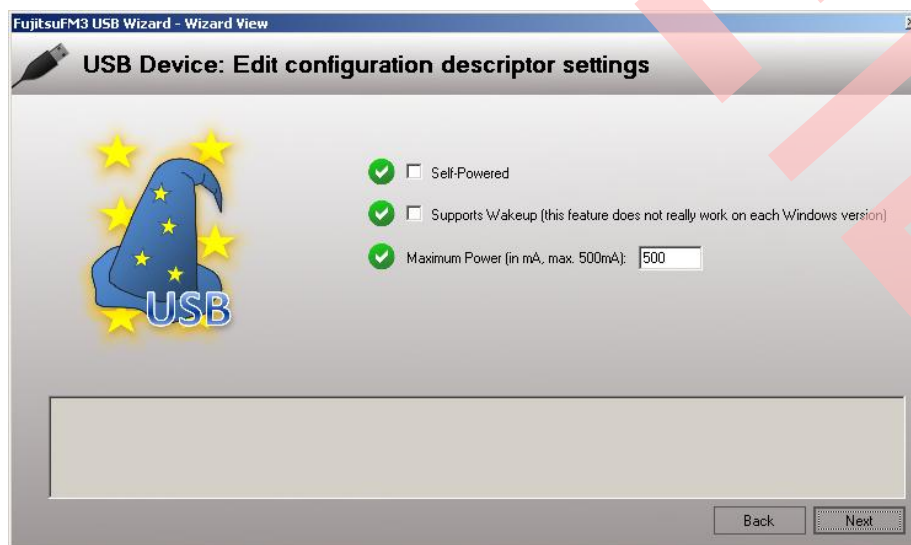 FujitsuFM3 USB Wizard - Wizard View
USB Device: Edit configuration descriptor settings
Self-Powered
Supports Wakeup (this feature does not really work on each Windows version)
Maximum Power (in mA, max. 500mA): 500
USB
Back Next